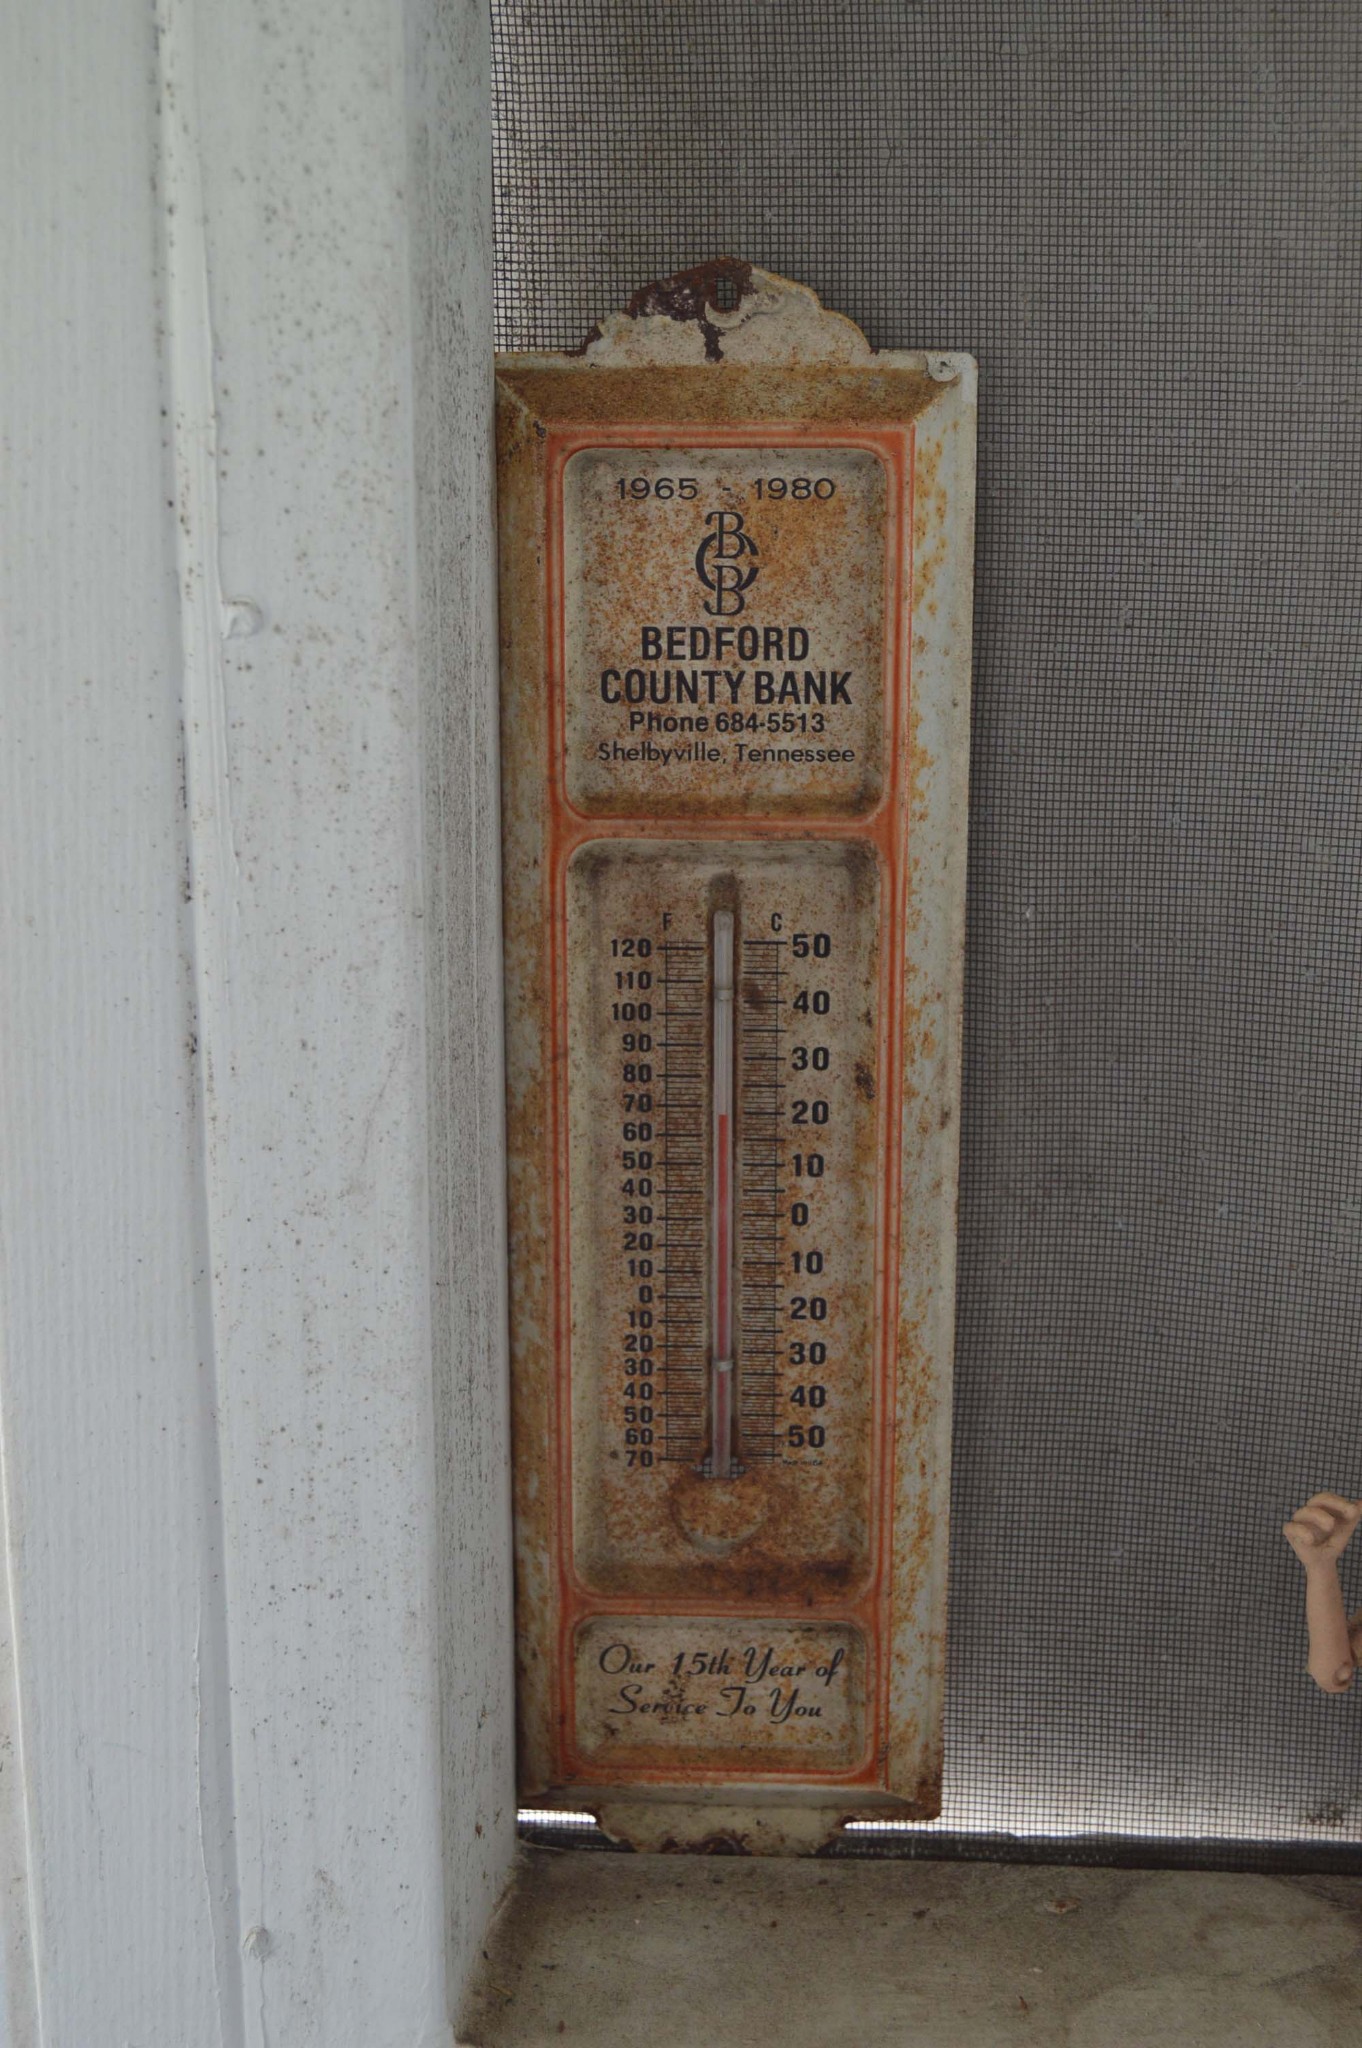 1965 - 1980
BCB
BEDFORD
COUNTY BANK
Phone 684-5513
Shelbyville, Tennessee
F C
120 50
110
100 40
90
80 30
70
60 20
50 10
40
30 0
20
10 10
0
10 20
20
30 30
40 40
50
60 50
70
Our 15th Year of
Service To You